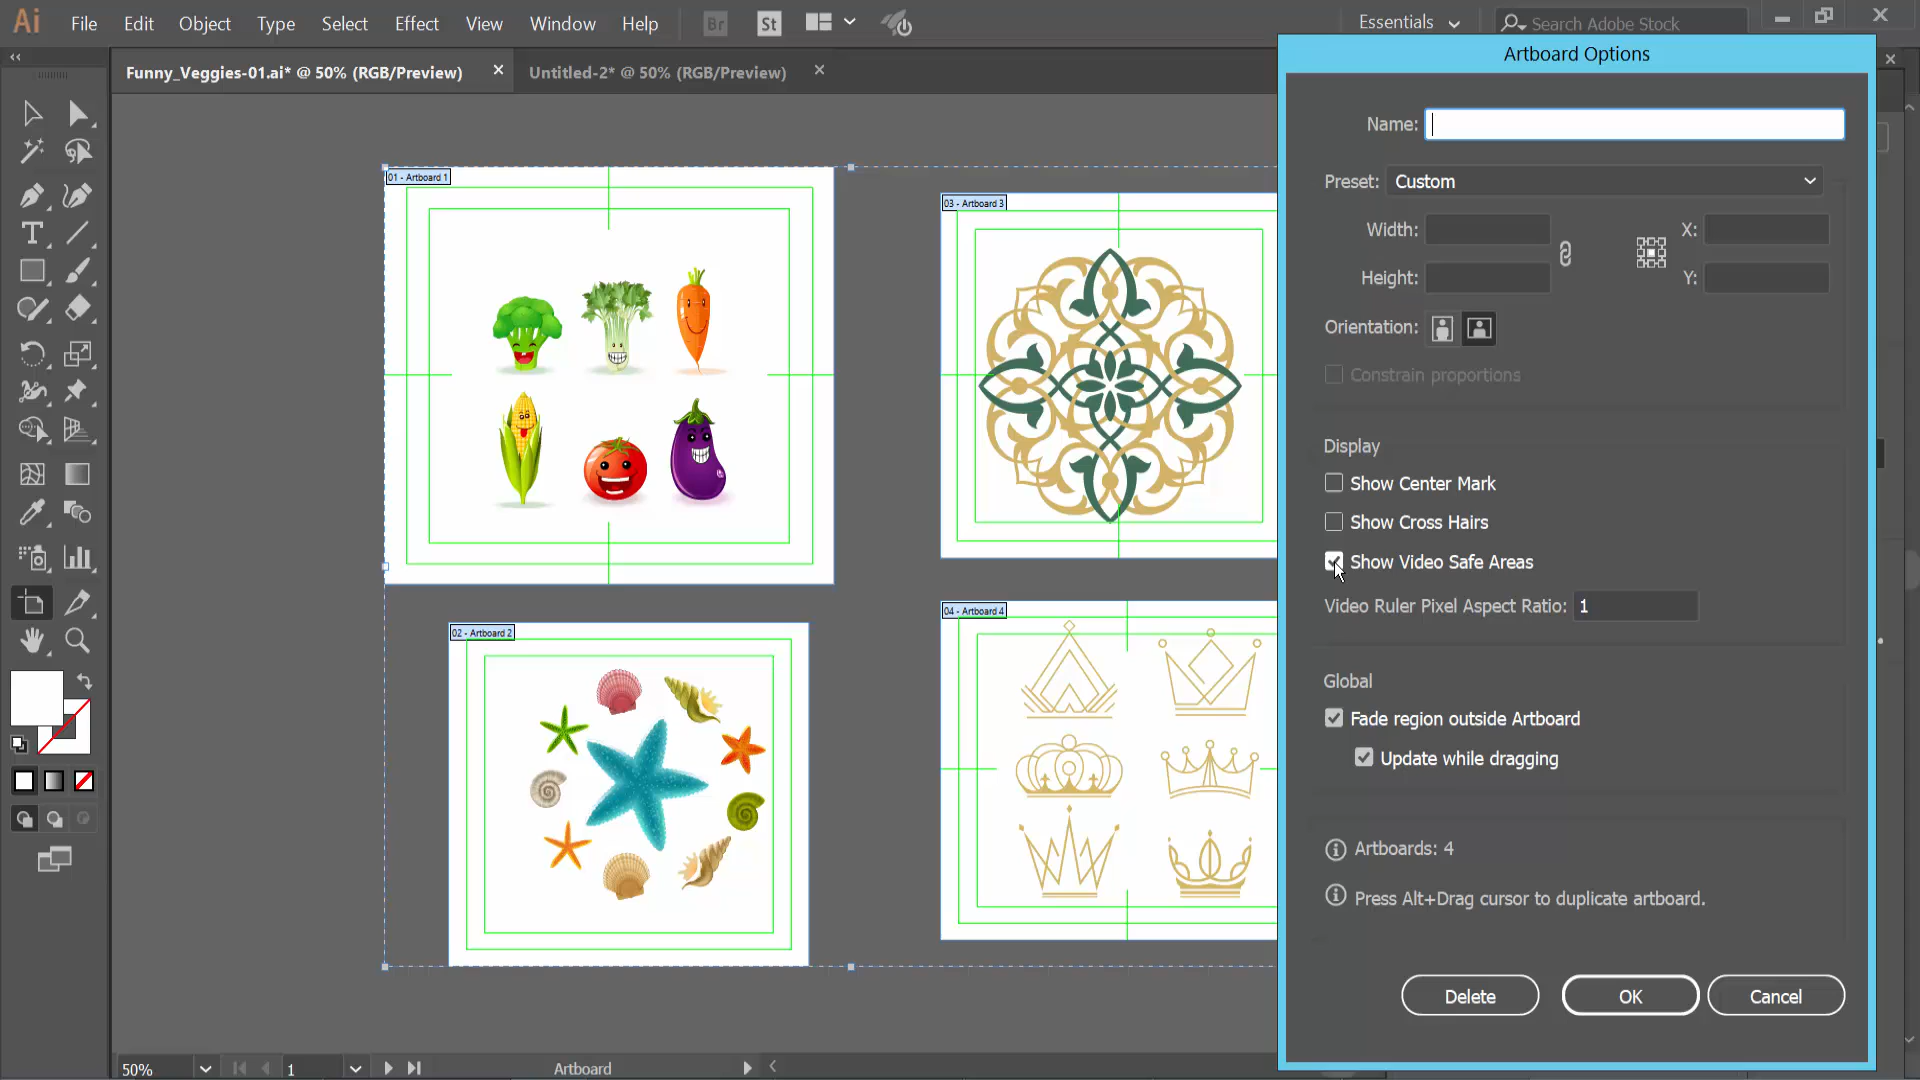 Ai File Edit Object Type Select Effect View Window Help Br St Essentials Search Adobe Stock
Funny_Veggies-01.ai* @ 50% (RGB/Preview) Untitled-2* @ 50% (RGB/Preview)
Artboard Options
Name:
Preset: Custom
Width: X:
Height: Y:
Orientation:
Constrain proportions
Display
Show Center Mark
Show Cross Hairs
Show Video Safe Areas
Video Ruler Pixel Aspect Ratio: 1
Global
Fade region outside Artboard
Update while dragging
Artboards: 4
Press Alt+Drag cursor to duplicate artboard.
Delete OK Cancel
01 - Artboard 1
03 - Artboard 3
02 - Artboard 2
04 - Artboard 4
50% 1 Artboard